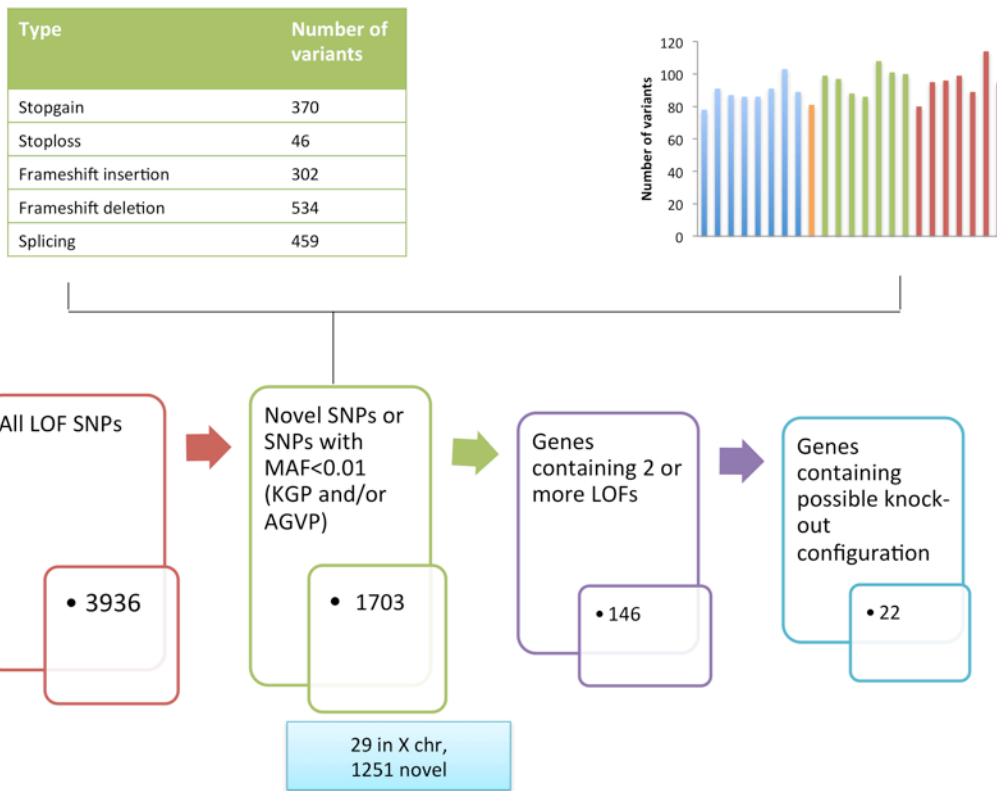 Type Number of variants
Stopgain 370
Stoploss 46
Frameshift insertion 302
Frameshift deletion 534
Splicing 459
Number of variants
120
100
80
60
40
20
0
All LOF SNPs
• 3936
Novel SNPs or
SNPs with
MAF<0.01
(KGP and/or
AGVP)
• 1703
29 in X chr,
1251 novel
Genes
containing 2 or
more LOFs
• 146
Genes
containing
possible knock-
out
configuration
• 22